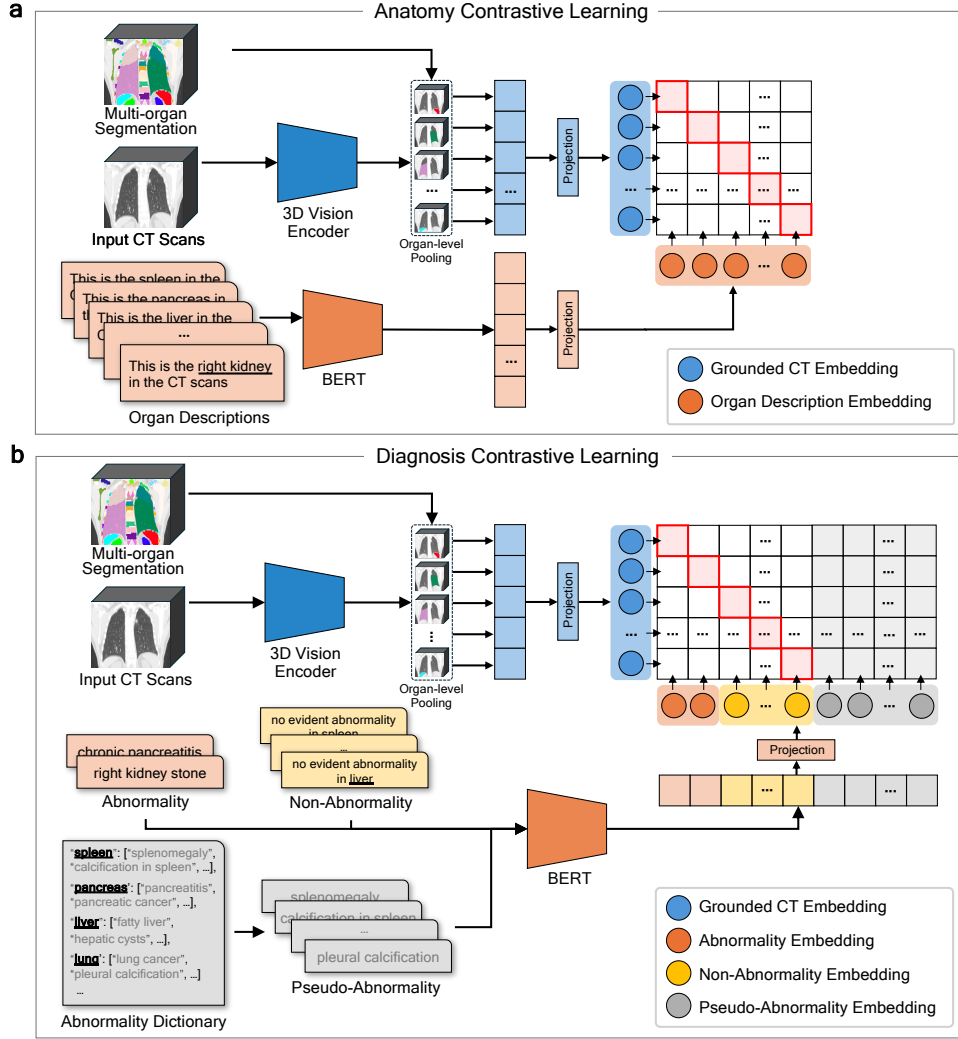 a
Anatomy Contrastive Learning
Multi-organ
Segmentation
Input CT Scans
3D Vision
Encoder
...
Organ-level
Pooling
...
Projection
...
...
...
... ... ... ...
...
...
This is the spleen in the
This is the pancreas in
the
This is the liver in the
...
This is the right kidney
in the CT scans
Organ Descriptions
BERT
...
Projection
Grounded CT Embedding
Organ Description Embedding
b
Diagnosis Contrastive Learning
Multi-organ
Segmentation
Input CT Scans
3D Vision
Encoder
...
Organ-level
Pooling
...
Projection
...
... ...
... ...
... ...
... ... ... ... ... ... ... ...
... ...
... ...
Projection
... ...
chronic pancreatitis
right kidney stone
Abnormality
no evident abnormality
in spleen
...
no evident abnormality
in liver
Non-Abnormality
BERT
"spleen": ["splenomegaly",
"calcification in spleen", ...],
"pancreas": ["pancreatitis",
"pancreatic cancer", ...],
"liver": ["fatty liver",
"hepatic cysts", ...],
"lung": ["lung cancer",
"pleural calcification", ...]
...
Abnormality Dictionary
splenomegaly
calcification in spleen
...
pleural calcification
Pseudo-Abnormality
Grounded CT Embedding
Abnormality Embedding
Non-Abnormality Embedding
Pseudo-Abnormality Embedding